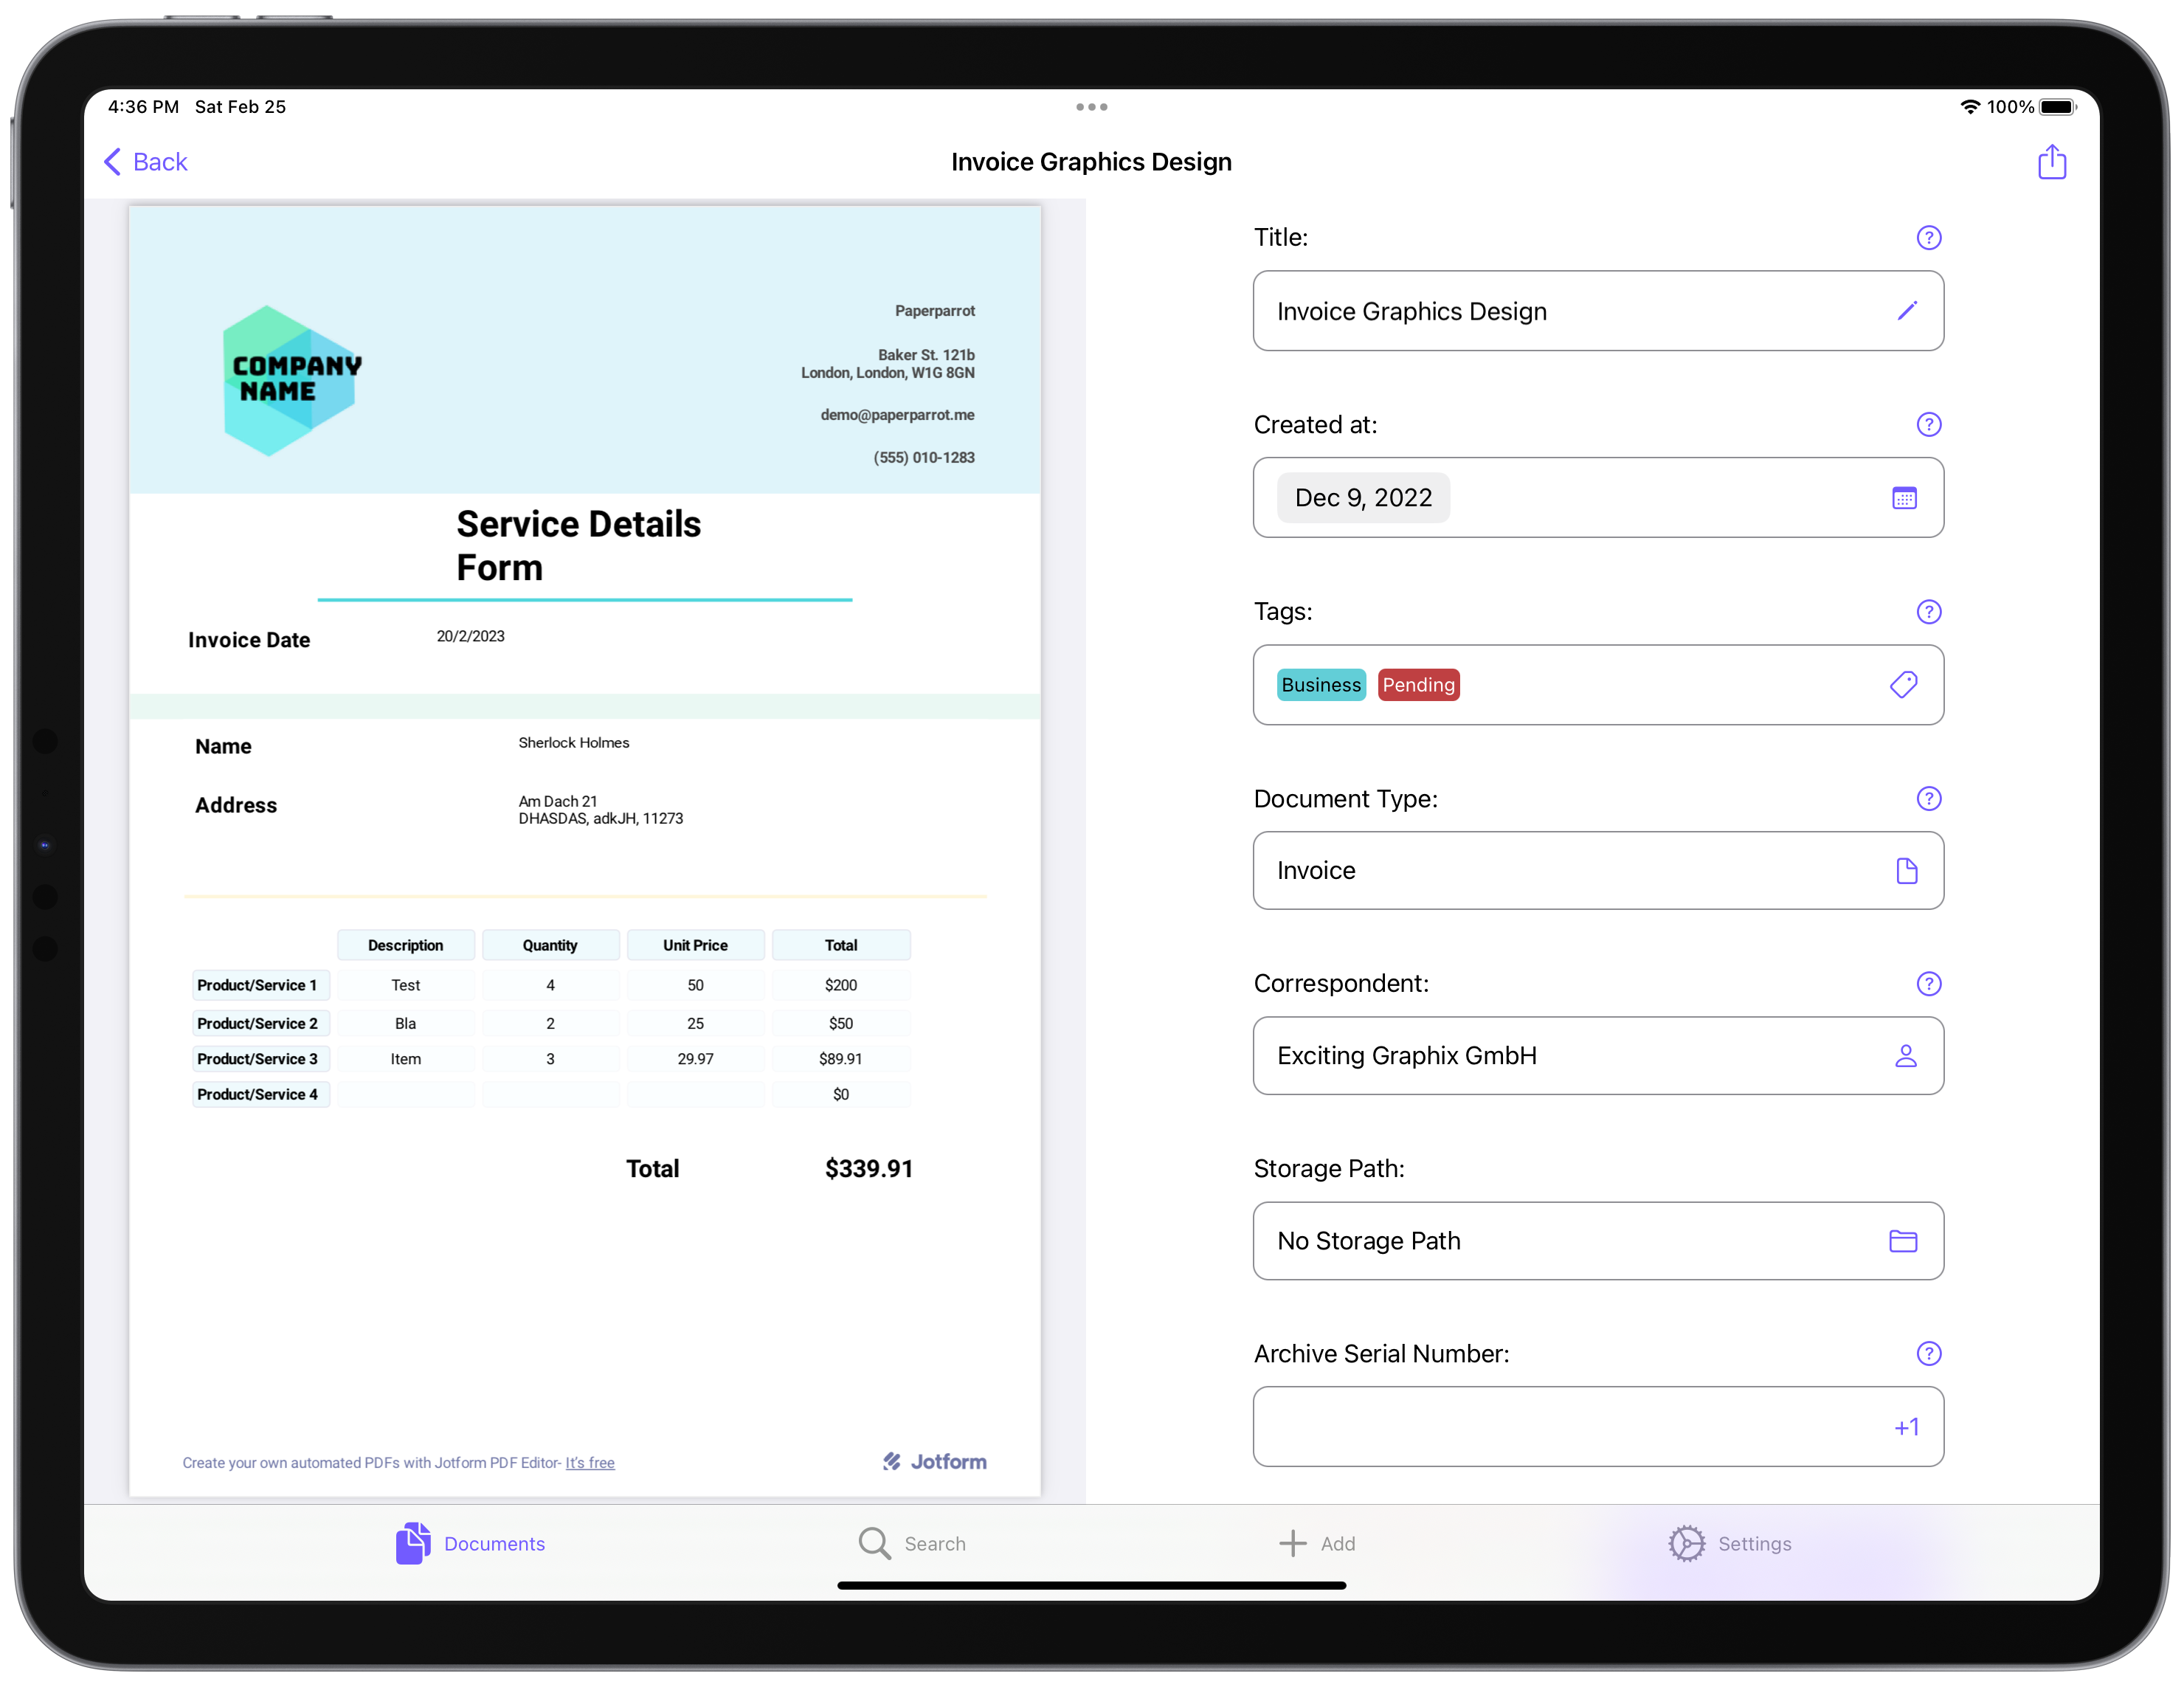 4:36 PM Sat Feb 25
100%
Back
Invoice Graphics Design
COMPANY
NAME
Paperparrot
Baker St. 121b
London, London, W1G 8GN
demo@paperparrot.me
(555) 010-1283
Service Details
Form
Invoice Date 20/2/2023
Name Sherlock Holmes
Address Am Dach 21
DHASDAS, adkJH, 11273
Description Quantity Unit Price Total
Product/Service 1 Test 4 50 $200
Product/Service 2 Bla 2 25 $50
Product/Service 3 Item 3 29.97 $89.91
Product/Service 4 $0
Total $339.91
Create your own automated PDFs with Jotform PDF Editor- It's free
Jotform
Title:
Invoice Graphics Design
Created at:
Dec 9, 2022
Tags:
Business Pending
Document Type:
Invoice
Correspondent:
Exciting Graphix GmbH
Storage Path:
No Storage Path
Archive Serial Number:
+1
Documents Search Add Settings